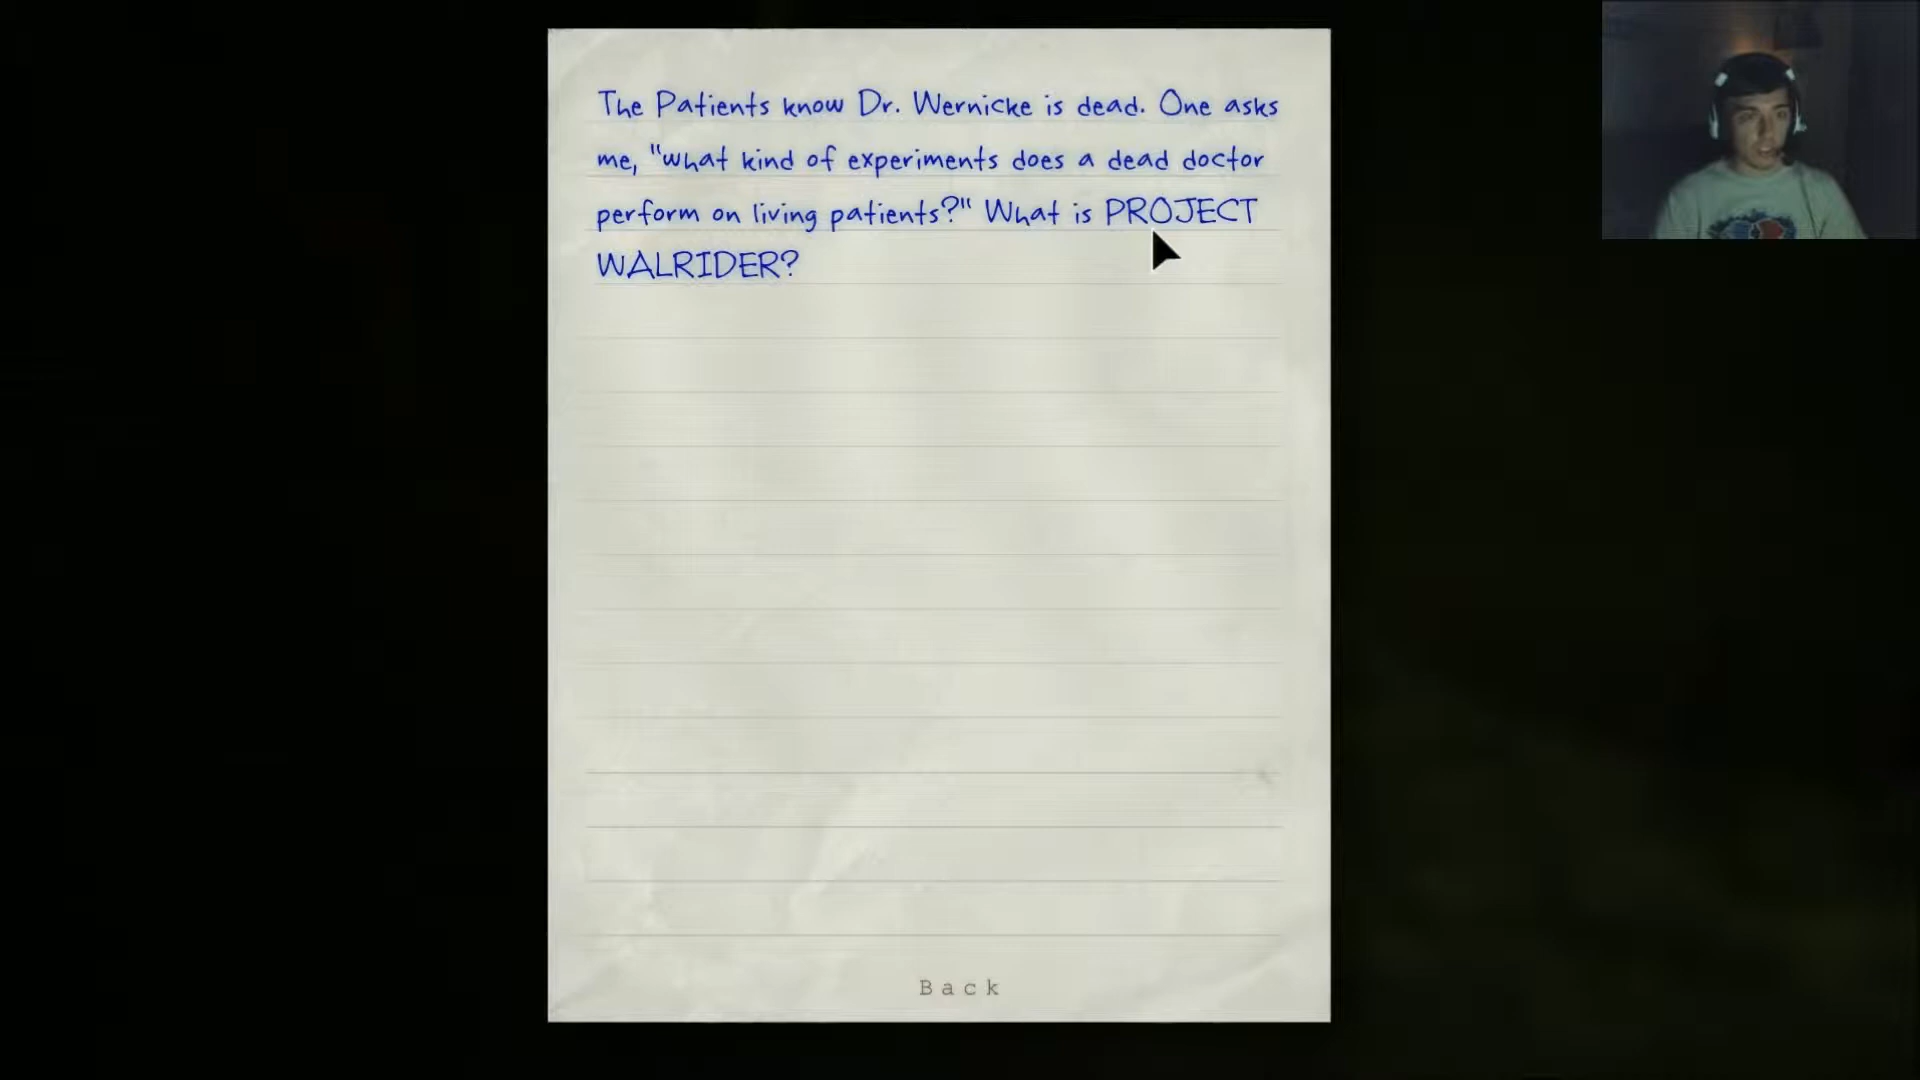 The Patients know Dr. Wernicke is dead. One asks
me, "what kind of experiments does a dead doctor
perform on living patients?" What is PROJECT
WALRIDER?
Back